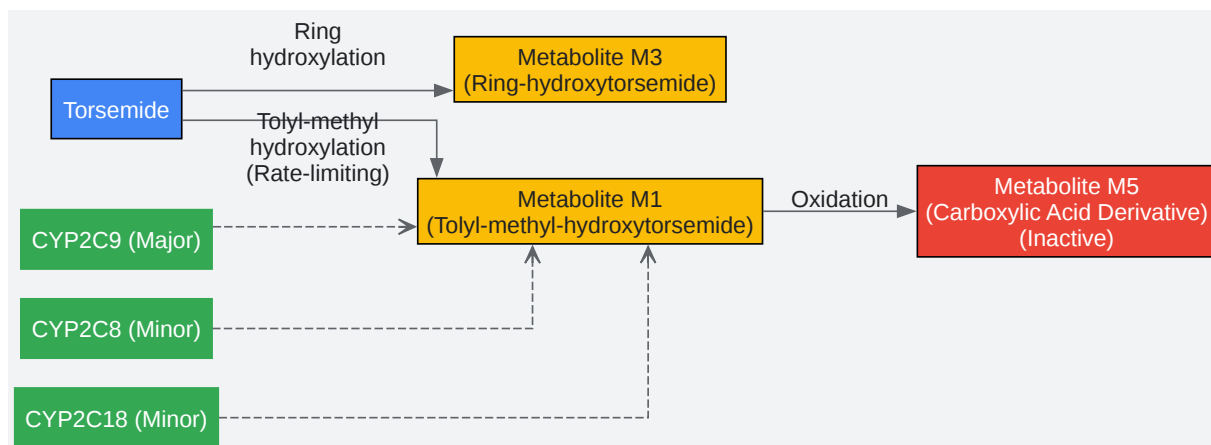 Ring
hydroxylation
Metabolite M3
(Ring-hydroxytorsemide)
Torsemide
Tolyl-methyl
hydroxylation
(Rate-limiting)
Metabolite M1
(Tolyl-methyl-hydroxytorsemide)
Oxidation
Metabolite M5
(Carboxylic Acid Derivative)
(Inactive)
CYP2C9 (Major)
CYP2C8 (Minor)
CYP2C18 (Minor)